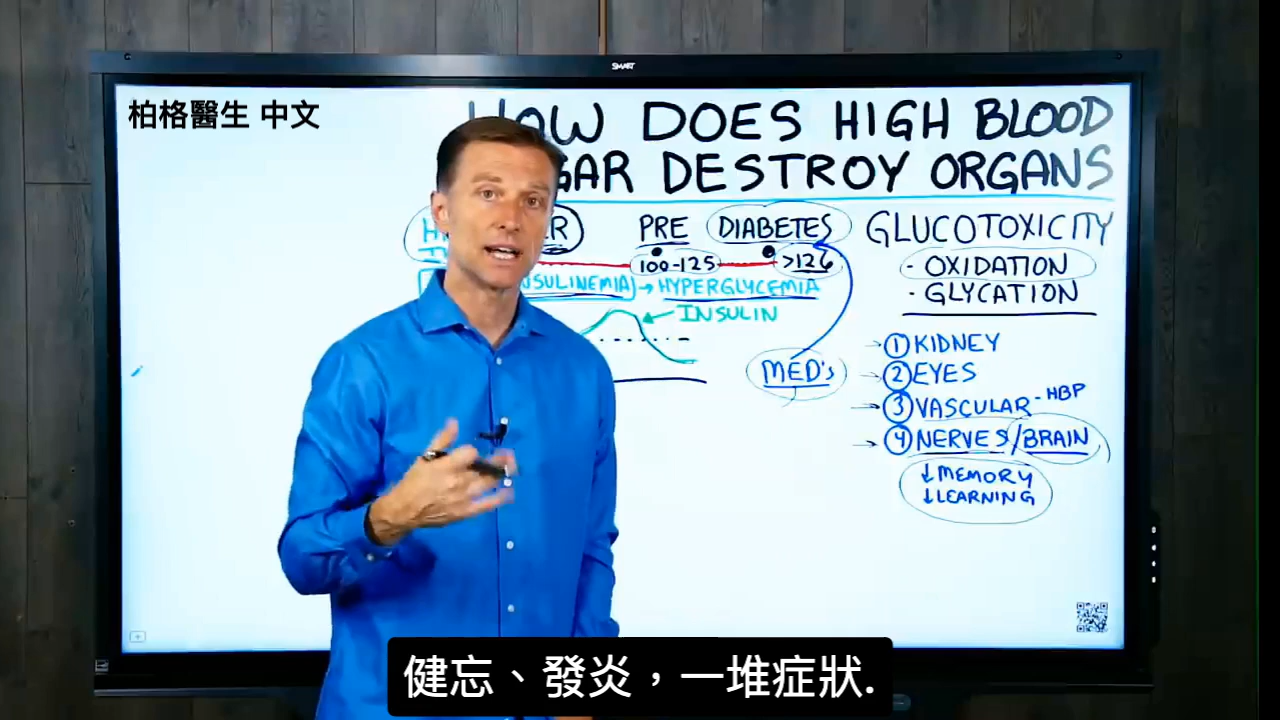 SMART
柏格醫生 中文
HOW DOES HIGH BLOOD
GAR DESTROY ORGANS
PRE DIABETES
100-125 >126
SULINEMIA → HYPERGLYCEMIA
INSULIN
MED's
GLUCOTOXICITY
- OXIDATION
- GLYCATION
→ ① KIDNEY
→ ② EYES
→ ③ VASCULAR - HBP
→ ④ NERVES / BRAIN
↓ MEMORY
↓ LEARNING
健忘、發炎，一堆症狀.